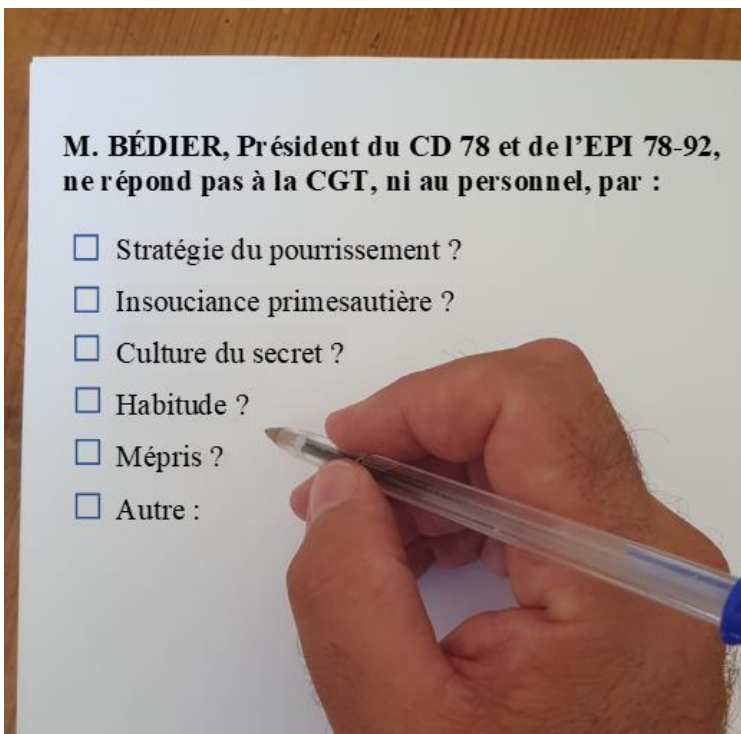 M. BÉDIER, Président du CD 78 et de l’EPI 78-92,
ne répond pas à la CGT, ni au personnel, par :
☐ Stratégie du pourrissement ?
☐ Insouciance primesautière ?
☐ Culture du secret ?
☐ Habitude ?
☐ Mépris ?
☐ Autre :